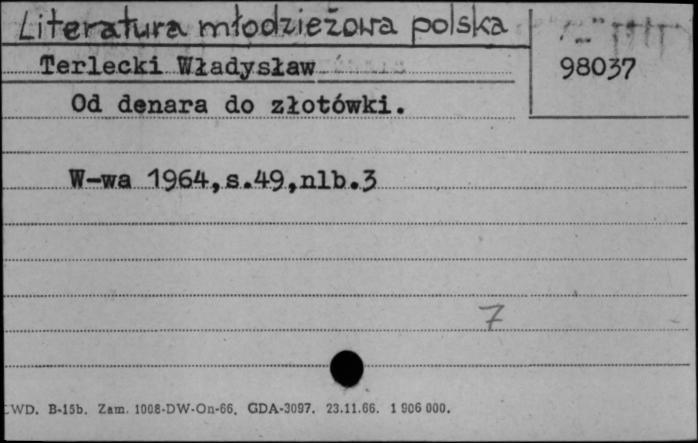 Literatura młodzieżowa polska
98037
Terlecki Władysław
Od denara do złotówki.
W-wa 1964,s.49,nlb.3
7
WD. B-15b. Zam. 1008-DW-On-66. GDA-3097. 23.11.66. 1 906 000.